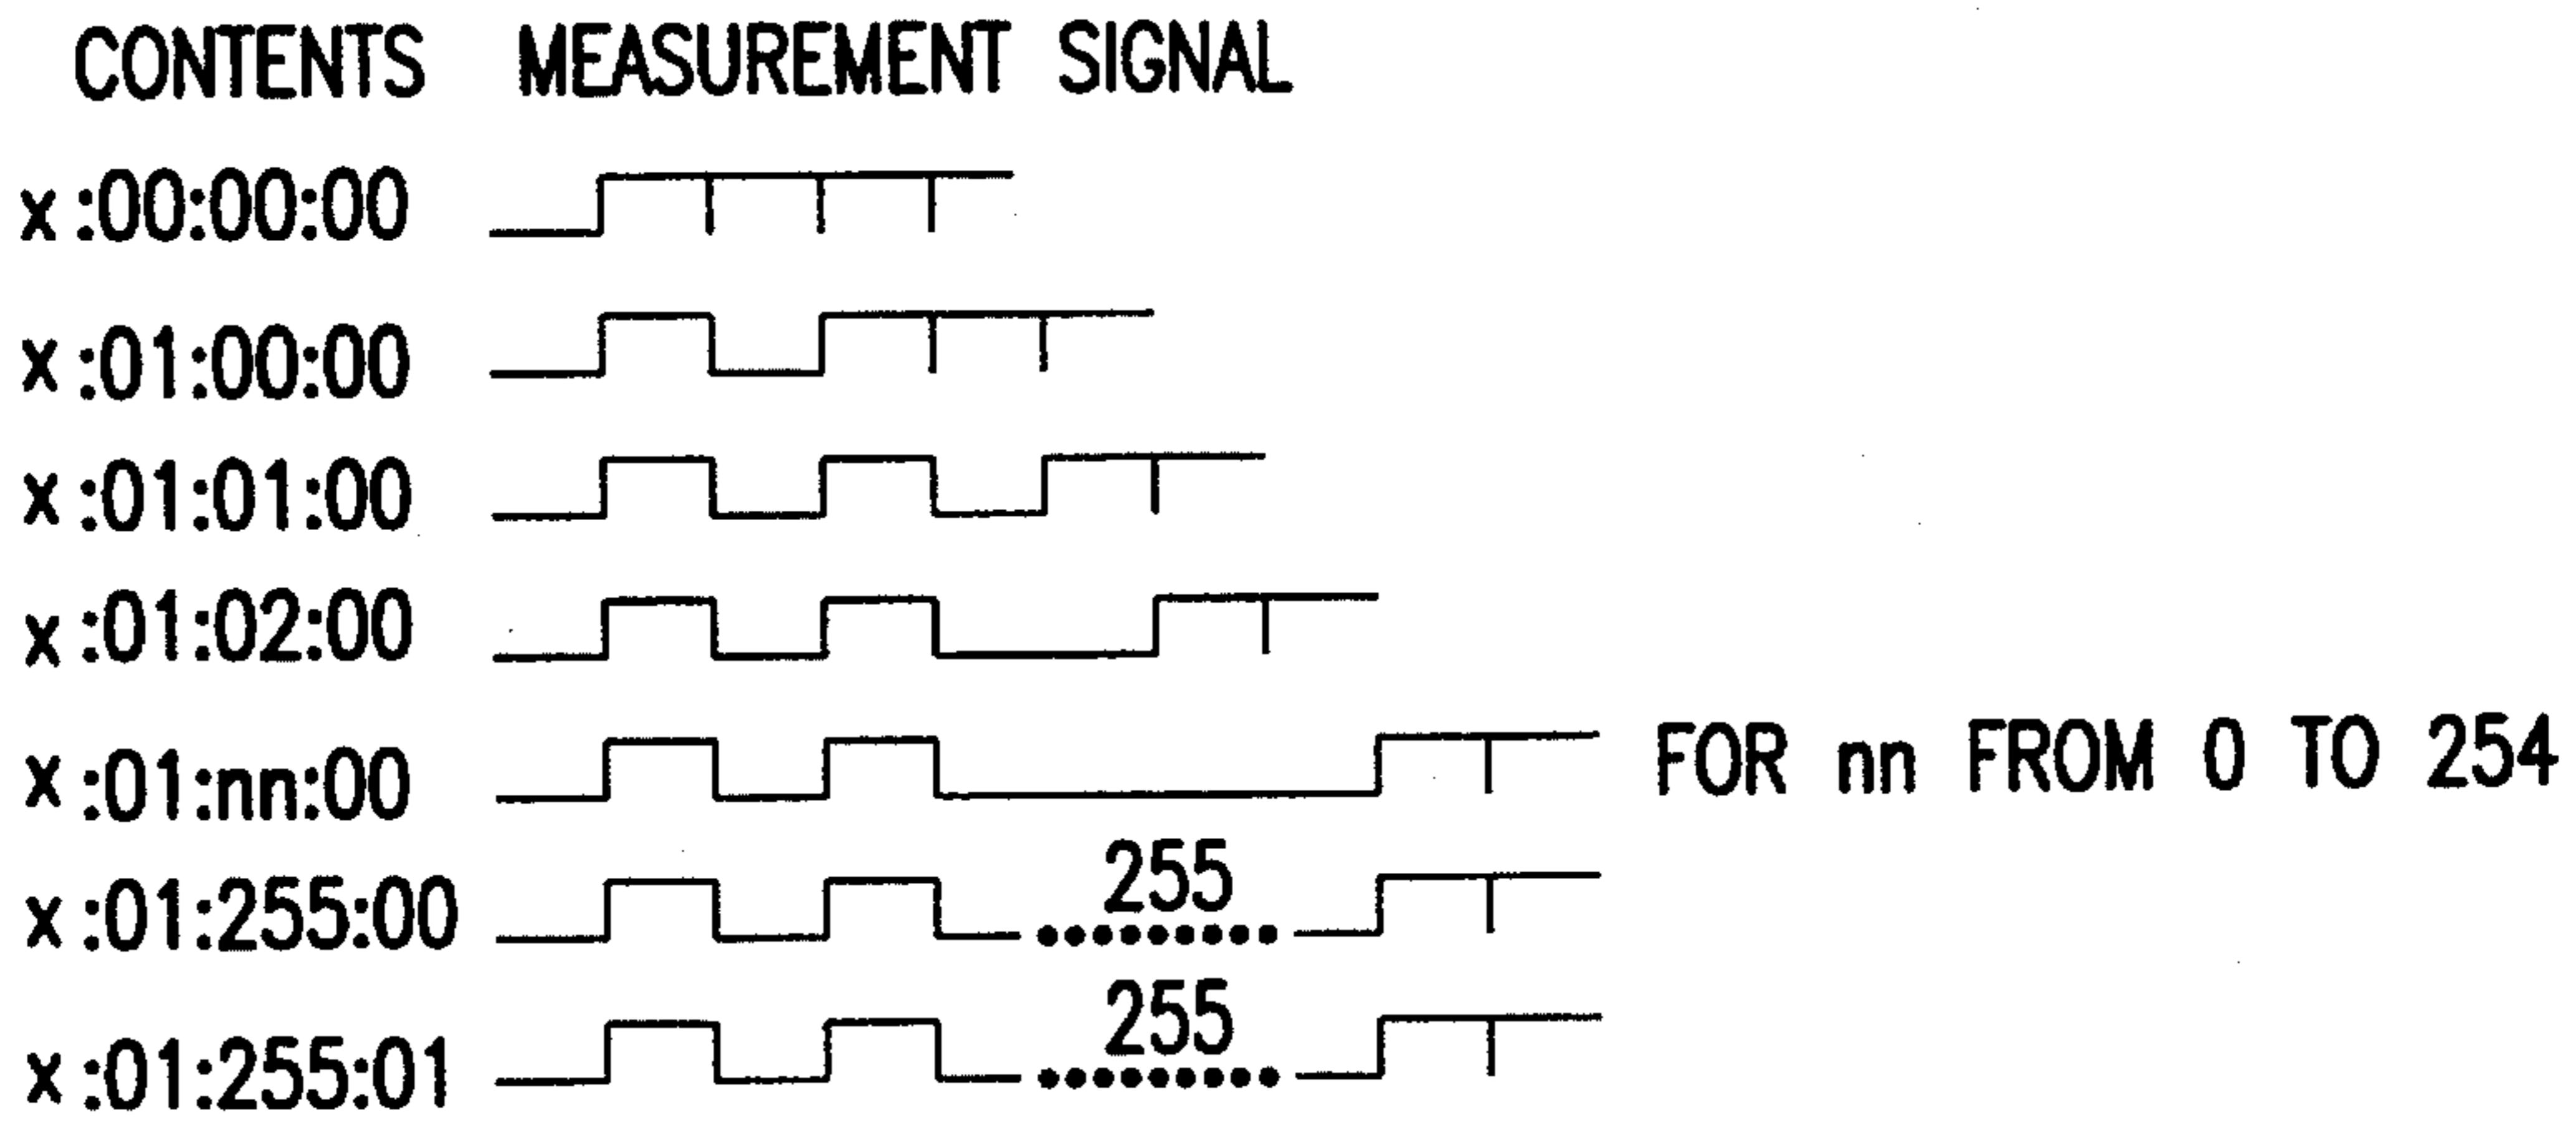 CONTENTS MEASUREMENT SIGNAL
x:00:00:00
x:01:00:00
x:01:01:00
x:01:02:00
x:01:nn:00 FOR nn FROM 0 TO 254
x:01:255:00 255
x:01:255:01 255